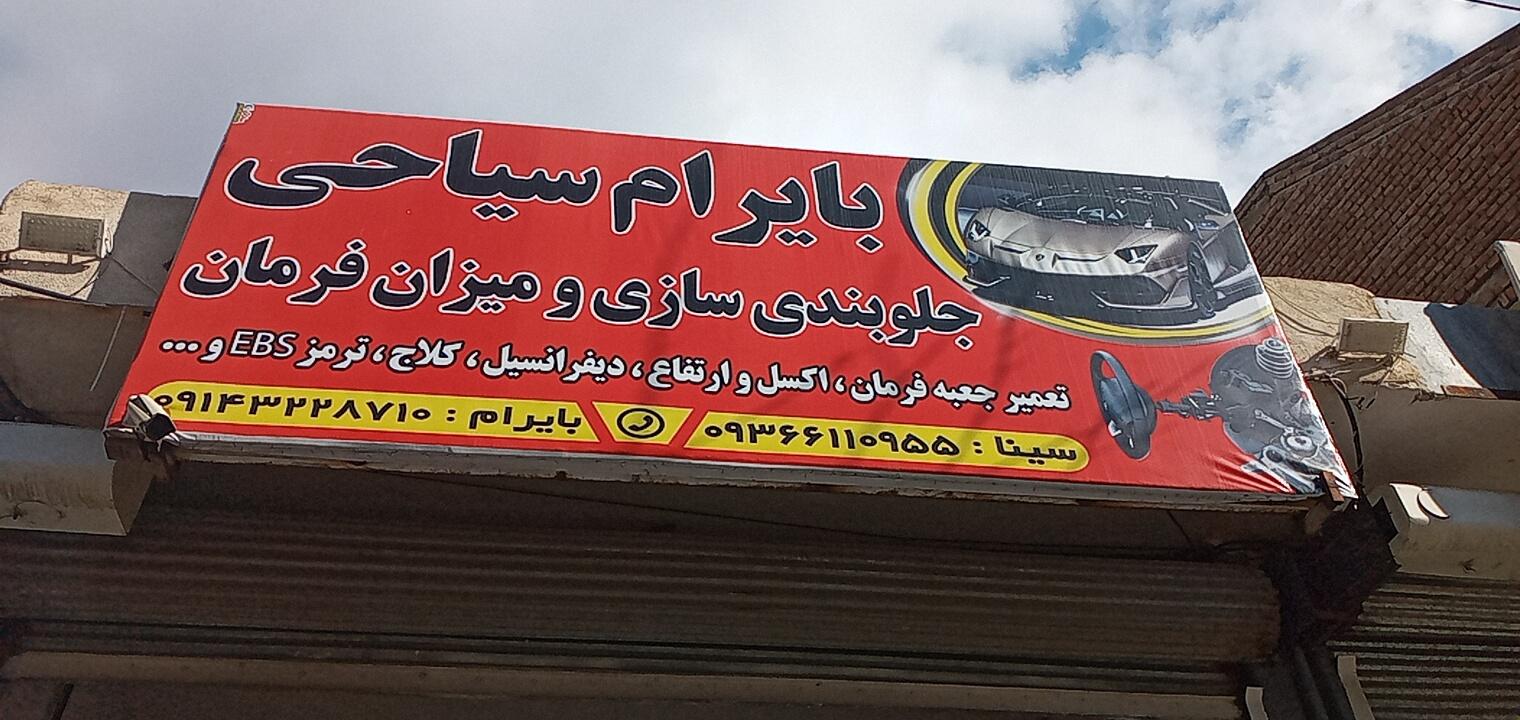 بایرام سیاحی
جلوبندی سازی و میزان فرمان
تعمیر جعبه فرمان ، اکسل و ارتفاع ، دیفرانسیل ، کلاج ، ترمز EBS و ...
سینا : ۰۹۳۶۶۱۱۰۹۵۵ بایرام : ۰۹۱۴۳۲۲۸۷۱۰